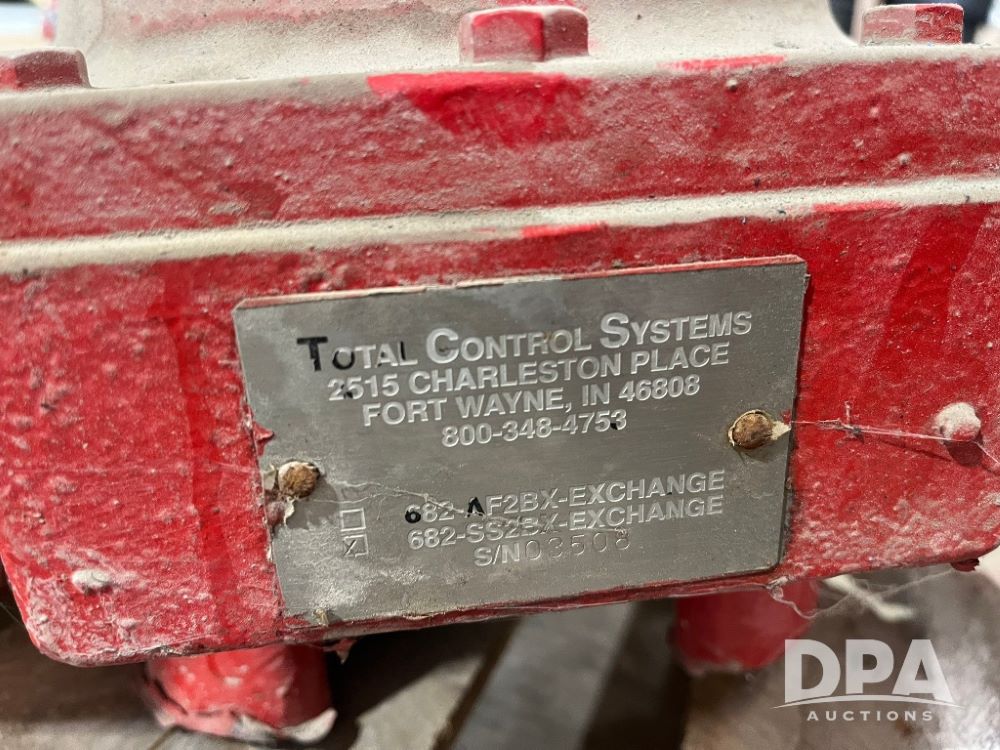 TOTAL CONTROL SYSTEMS
2515 CHARLESTON PLACE
FORT WAYNE, IN 46808
800-348-4753
682-AF2BX-EXCHANGE
682-SS2BX-EXCHANGE
S/N 03508
DPA
AUCTIONS